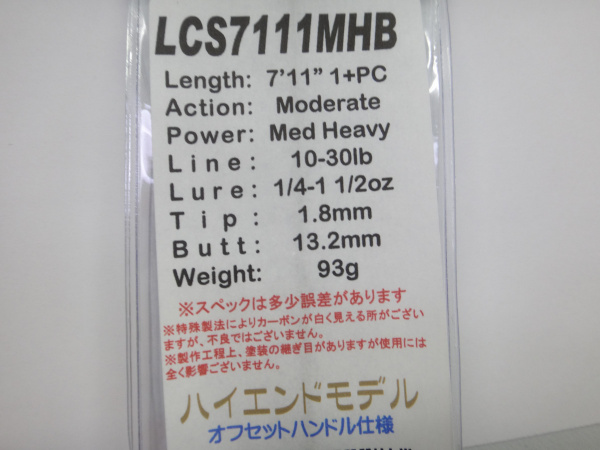 LCS7111MHB
Length: 7'11" 1+PC
Action: Moderate
Power: Med Heavy
Line: 10-30lb
Lure: 1/4-1 1/2oz
Tip: 1.8mm
Butt: 13.2mm
Weight: 93g
※スペックは多少誤差があります
※特殊製法によりカーボンが白く見える所がござい
ますが、不良ではございません。
※製作工程上、塗装の継ぎ目がありますが使用には
全く影響ございません。
ハイエンドモデル
オフセットハンドル仕様